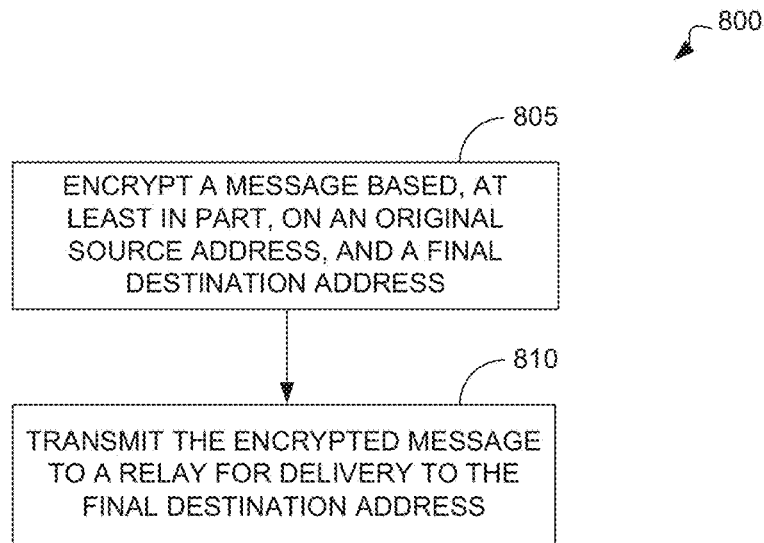 800
805
ENCRYPT A MESSAGE BASED, AT
LEAST IN PART, ON AN ORIGINAL
SOURCE ADDRESS, AND A FINAL
DESTINATION ADDRESS
810
TRANSMIT THE ENCRYPTED MESSAGE
TO A RELAY FOR DELIVERY TO THE
FINAL DESTINATION ADDRESS